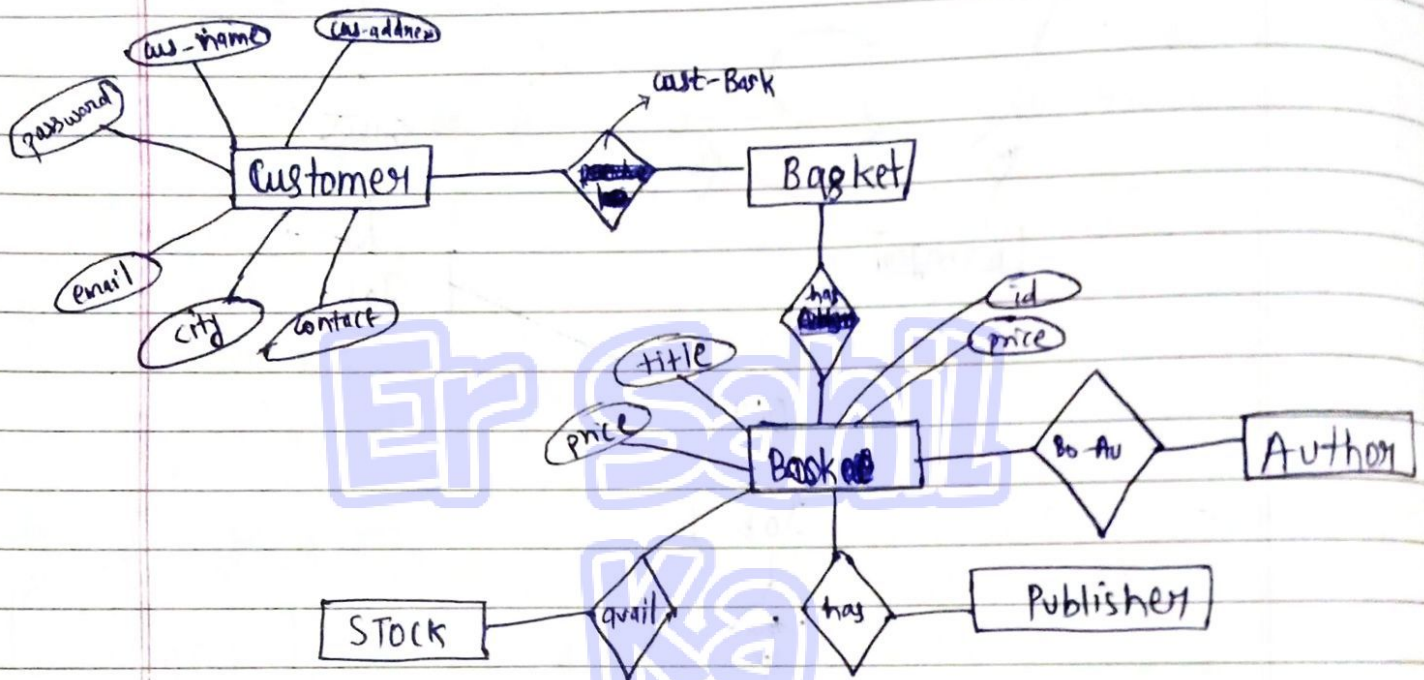 cus-name
cus-address
password
cust-Bask
Customer
Basket
email
city
contact
has
id
price
title
price
Book
Bo-Au
Author
STOCK
avail
has
Publisher
Er Sahil
Ka